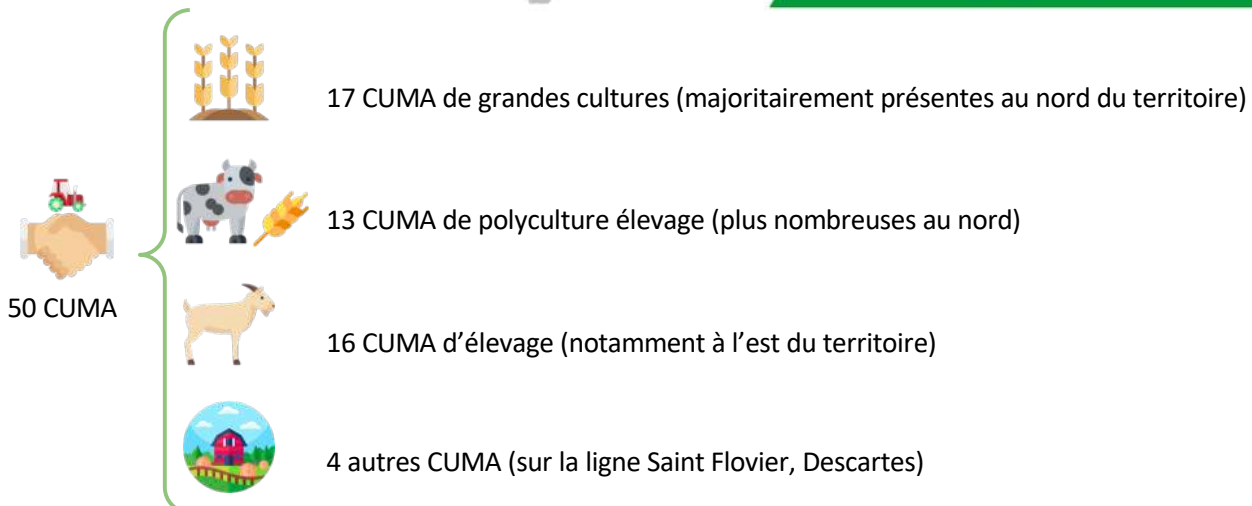 17 CUMA de grandes cultures (majoritairement présentes au nord du territoire)
13 CUMA de polyculture élevage (plus nombreuses au nord)
50 CUMA
16 CUMA d’élevage (notamment à l’est du territoire)
4 autres CUMA (sur la ligne Saint Flovier, Descartes)